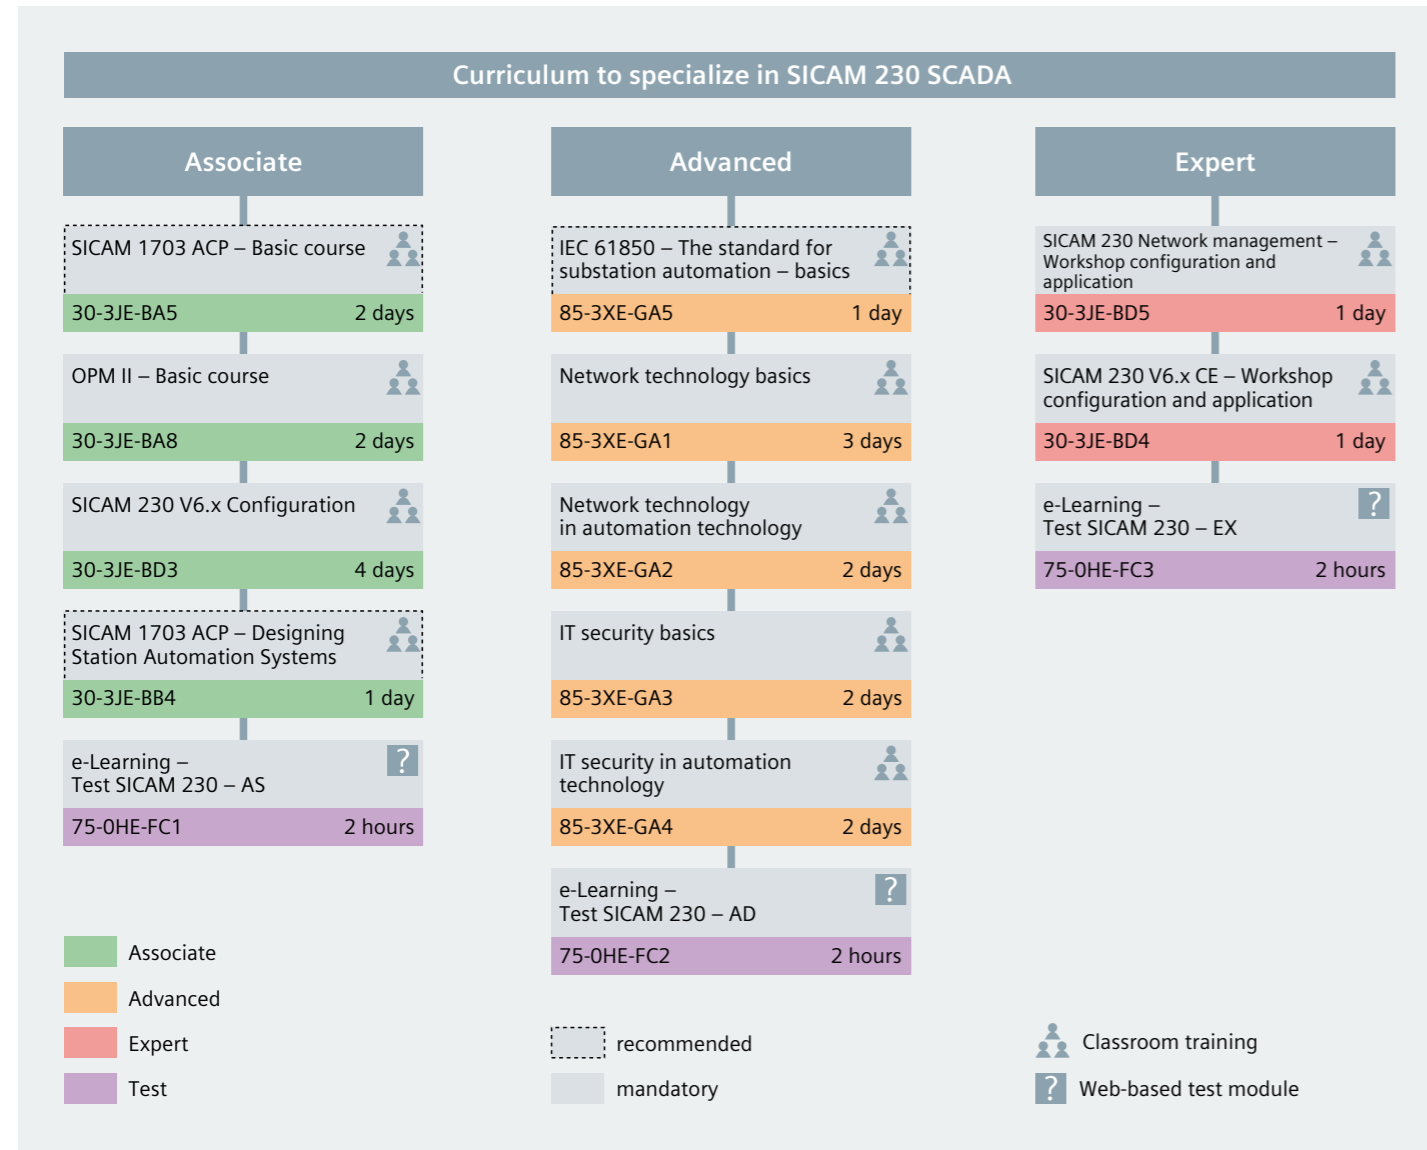 Curriculum to specialize in SICAM 230 SCADA
Associate
SICAM 1703 ACP – Basic course
30-3JE-BA5 2 days
OPM II – Basic course
30-3JE-BA8 2 days
SICAM 230 V6.x Configuration
30-3JE-BD3 4 days
SICAM 1703 ACP – Designing
Station Automation Systems
30-3JE-BB4 1 day
e-Learning –
Test SICAM 230 – AS
75-0HE-FC1 2 hours
Advanced
IEC 61850 – The standard for
substation automation – basics
85-3XE-GA5 1 day
Network technology basics
85-3XE-GA1 3 days
Network technology
in automation technology
85-3XE-GA2 2 days
IT security basics
85-3XE-GA3 2 days
IT security in automation
technology
85-3XE-GA4 2 days
e-Learning –
Test SICAM 230 – AD
75-0HE-FC2 2 hours
Expert
SICAM 230 Network management –
Workshop configuration and
application
30-3JE-BD5 1 day
SICAM 230 V6.x CE – Workshop
configuration and application
30-3JE-BD4 1 day
e-Learning –
Test SICAM 230 – EX
75-0HE-FC3 2 hours
Associate
Advanced
Expert
Test
recommended
mandatory
Classroom training
? Web-based test module